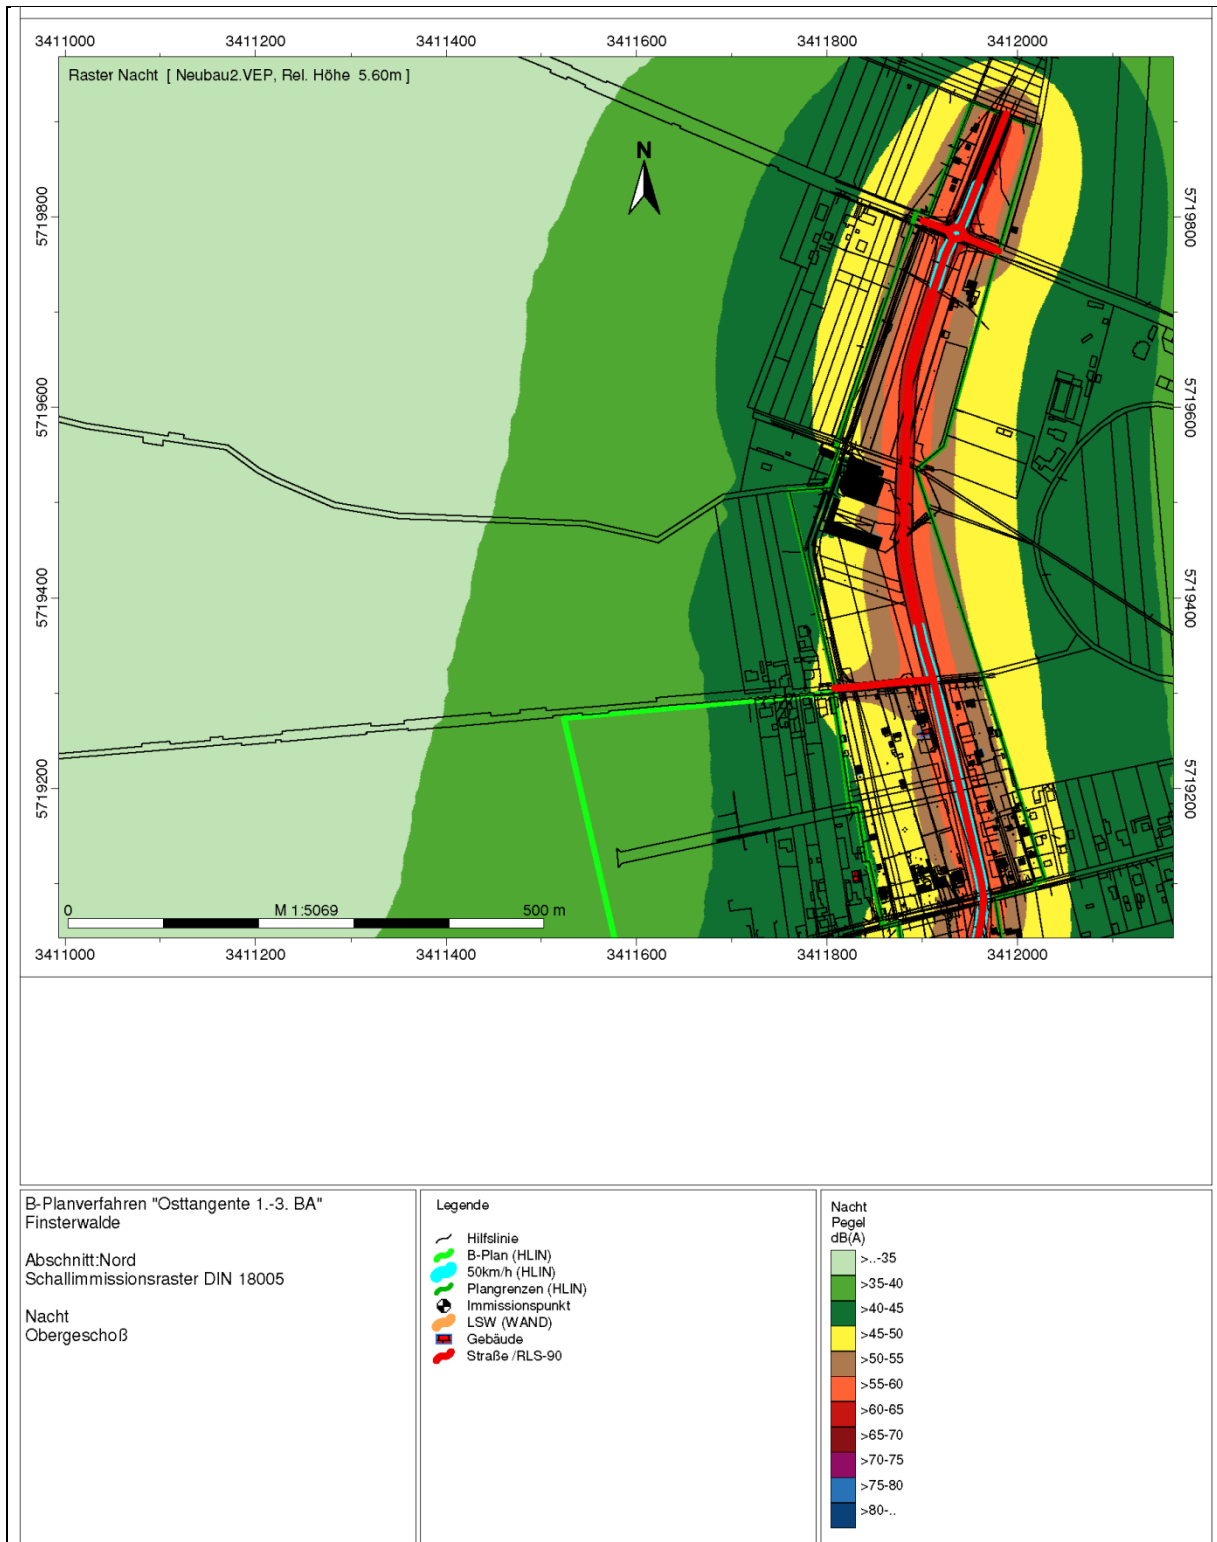 3411000 3411200 3411400 3411600 3411800 3412000
Raster Nacht [ Neubau2.VEP, Rel. Höhe 5.60m ]
N
5719800 5719800
5719600 5719600
5719400 5719400
5719200 5719200
0 M 1:5069 500 m
3411000 3411200 3411400 3411600 3411800 3412000
B-Planverfahren "Osttangente 1.-3. BA"
Finsterwalde
Abschnitt:Nord
Schallimmissionsraster DIN 18005
Nacht
Obergeschoß
Legende
Hilfslinie
B-Plan (HLIN)
50km/h (HLIN)
Plangrenzen (HLIN)
Immissionspunkt
LSW (WAND)
Gebäude
Straße /RLS-90
Nacht
Pegel
dB(A)
>..-35
>35-40
>40-45
>45-50
>50-55
>55-60
>60-65
>65-70
>70-75
>75-80
>80-..